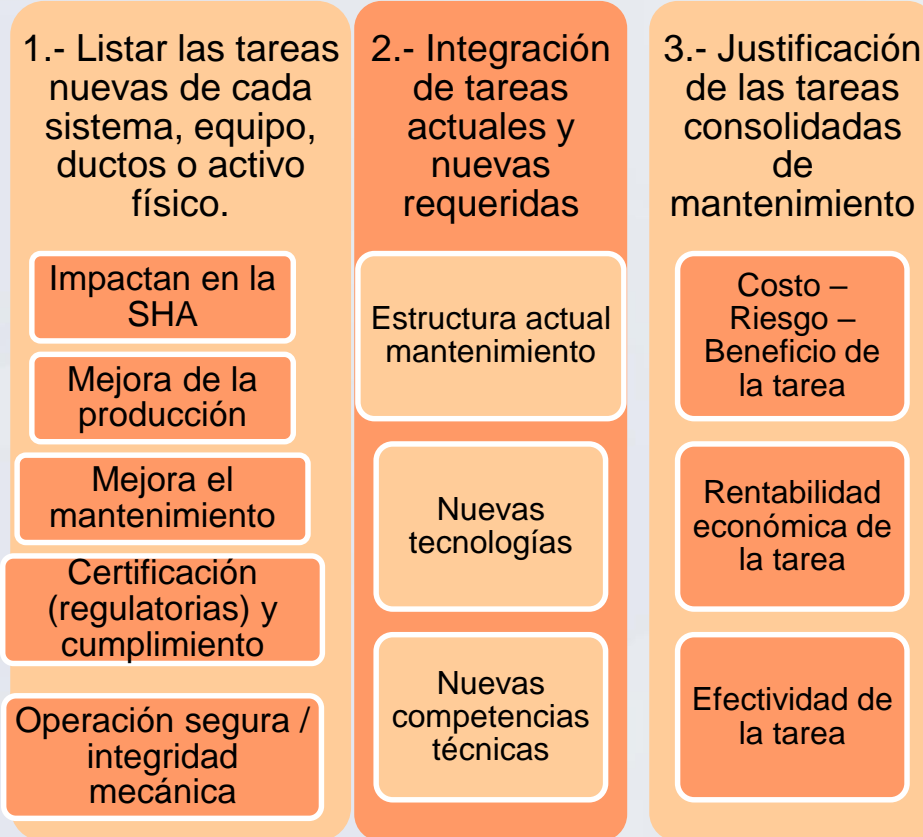 1.- Listar las tareas
nuevas de cada
sistema, equipo,
ductos o activo
físico.
Impactan en la
SHA
Mejora de la
producción
Mejora el
mantenimiento
Certificación
(regulatorias) y
cumplimiento
Operación segura /
integridad
mecánica
2.- Integración
de tareas
actuales y
nuevas
requeridas
Estructura actual
mantenimiento
Nuevas
tecnologías
Nuevas
competencias
técnicas
3.- Justificación
de las tareas
consolidadas
de
mantenimiento
Costo –
Riesgo –
Beneficio de
la tarea
Rentabilidad
económica de
la tarea
Efectividad de
la tarea